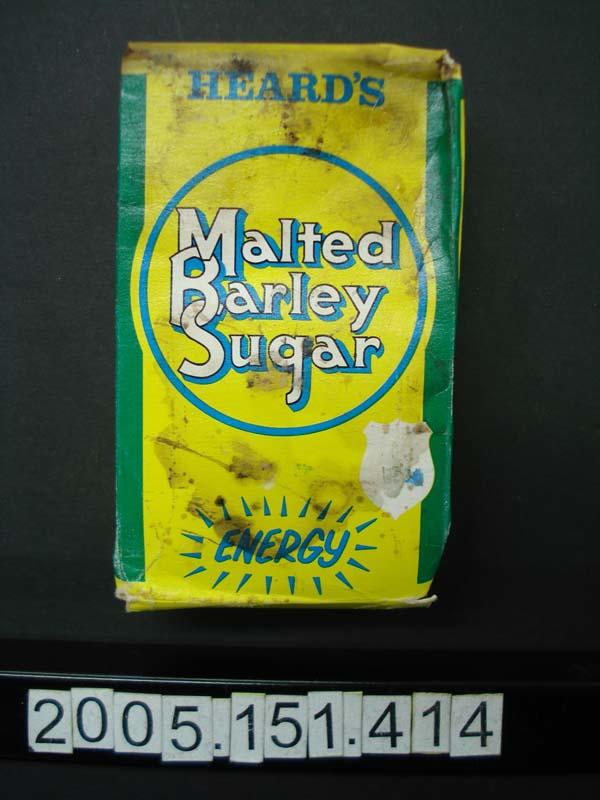 HEARD'S
Malted
Barley
Sugar
ENERGY
2005.151.414